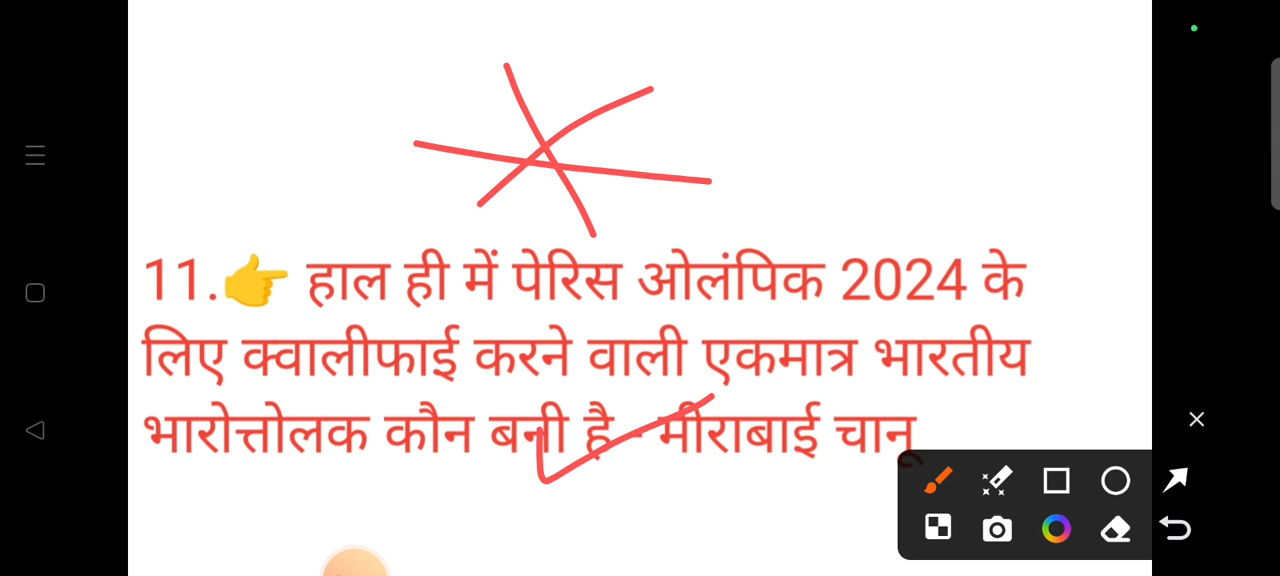 11.👉 हाल ही में पेरिस ओलंपिक 2024 के
लिए क्वालीफाई करने वाली एकमात्र भारतीय
भारोत्तोलक कौन बनी है - मीराबाई चानू